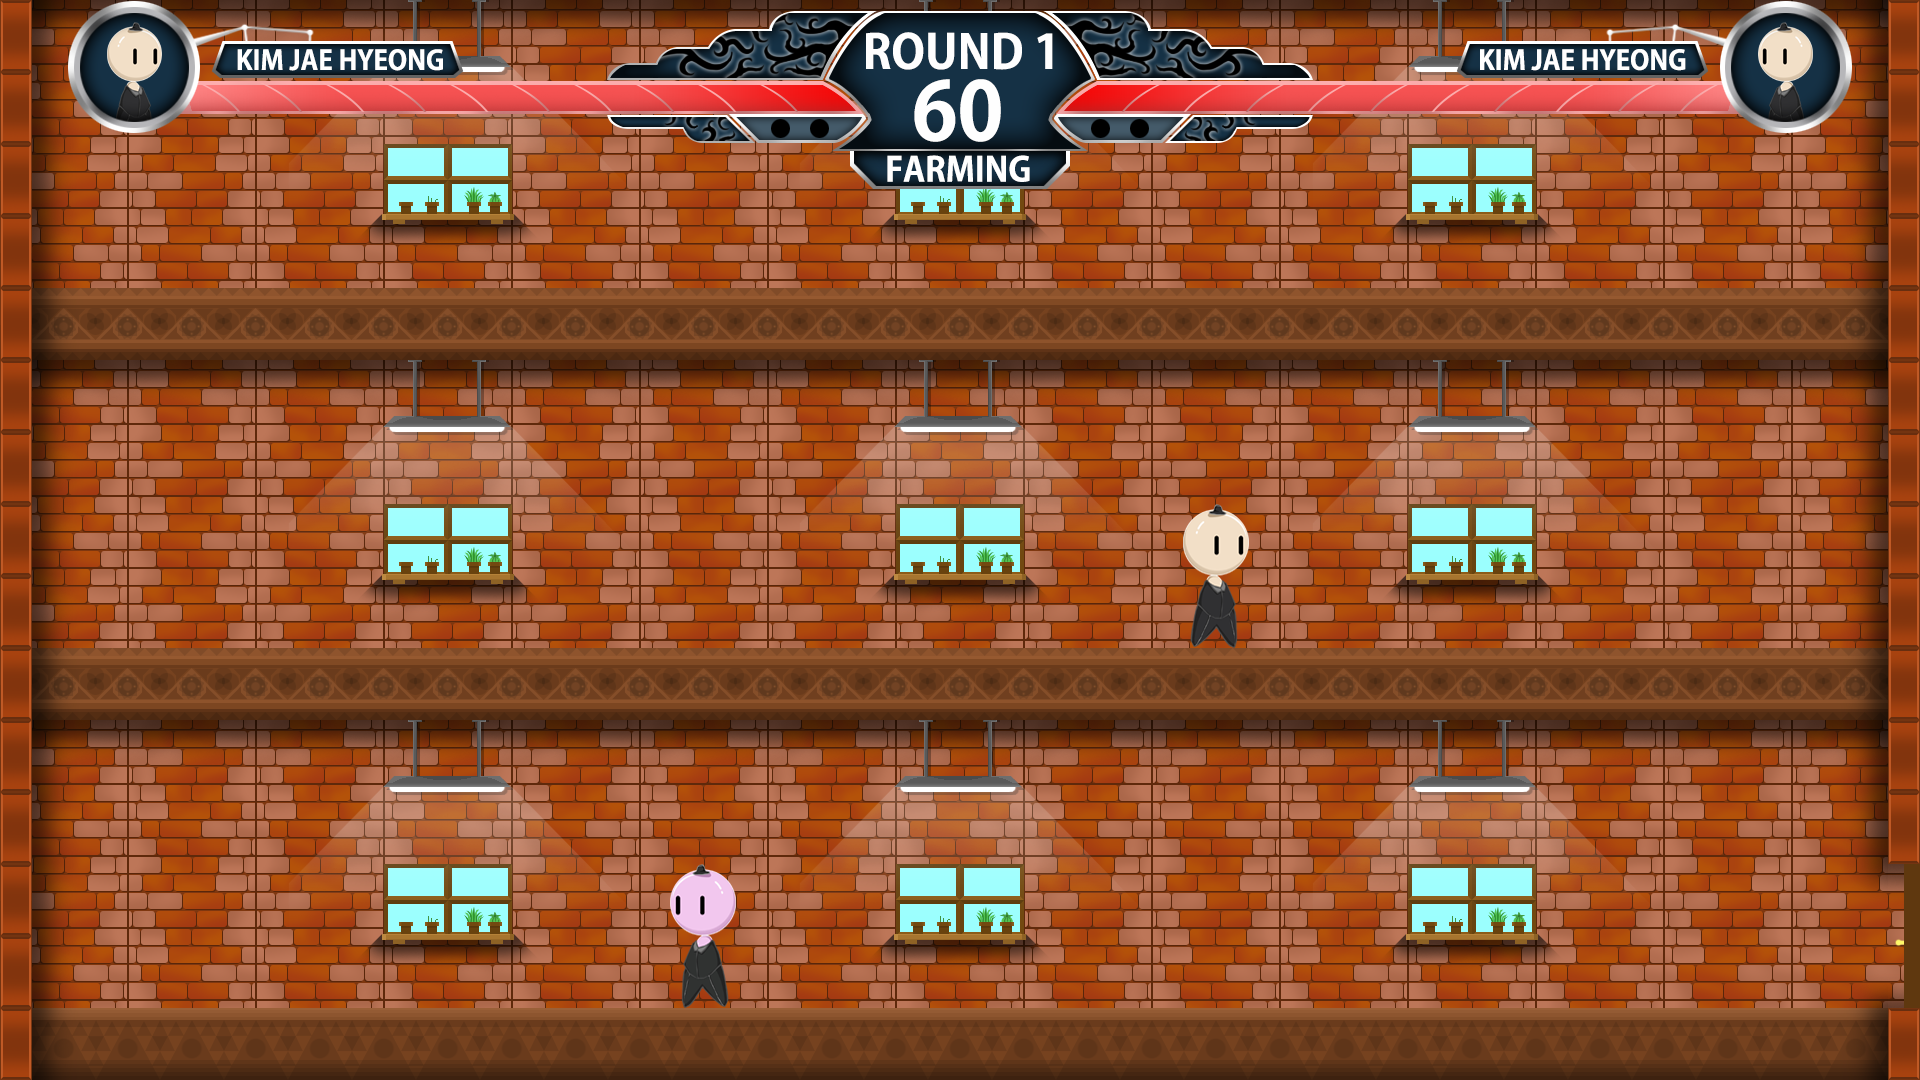 KIM JAE HYEONG
ROUND 1
60
FARMING
KIM JAE HYEONG